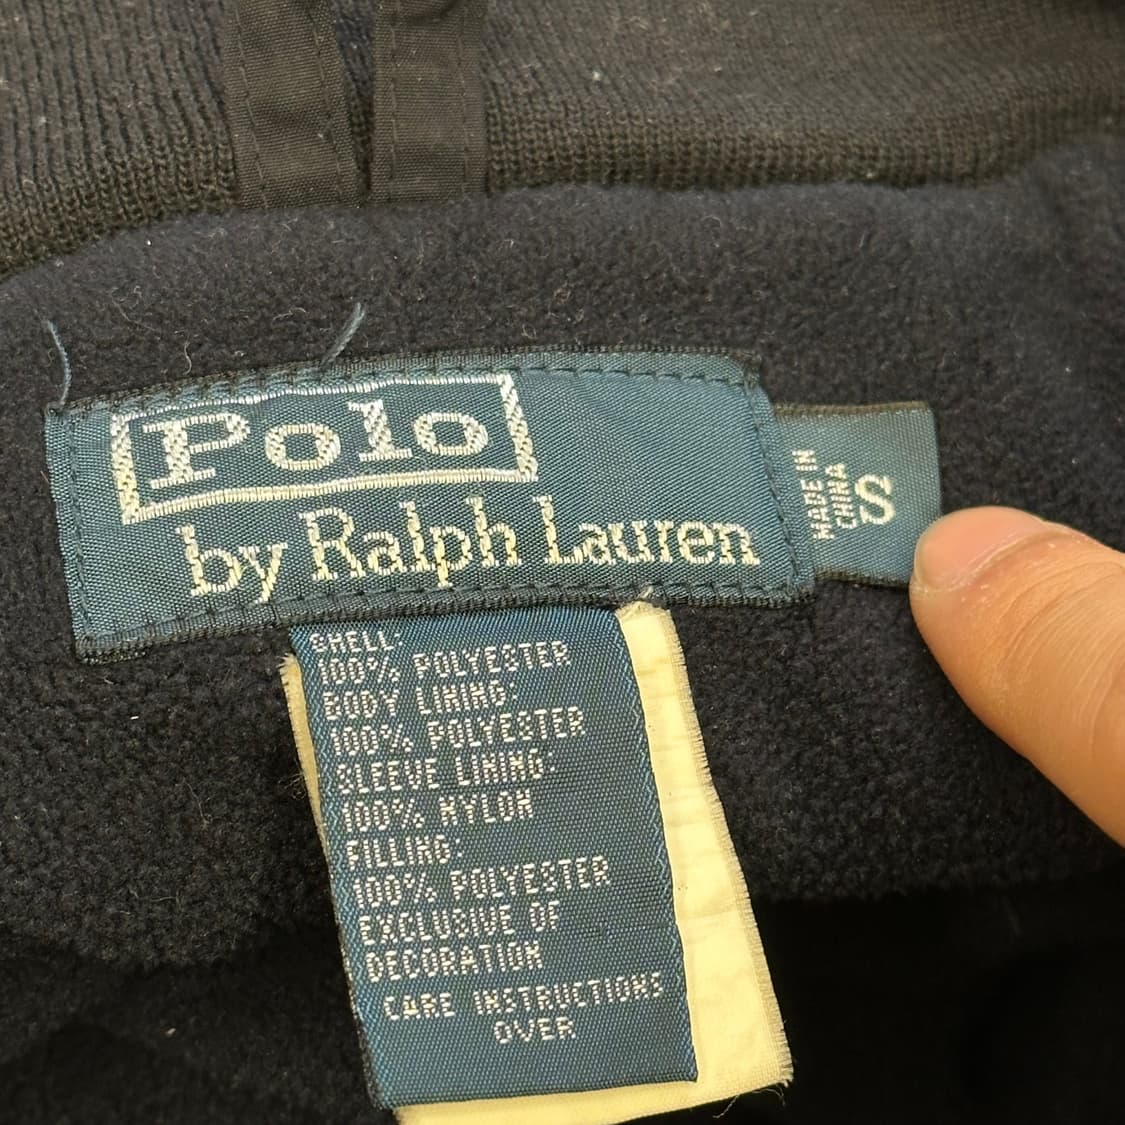 Polo
by Ralph Lauren
MADE IN
CHINA
S
SHELL:
100% POLYESTER
BODY LINING:
100% POLYESTER
SLEEVE LINING:
100% NYLON
FILLING:
100% POLYESTER
EXCLUSIVE OF
DECORATION
CARE INSTRUCTIONS
OVER